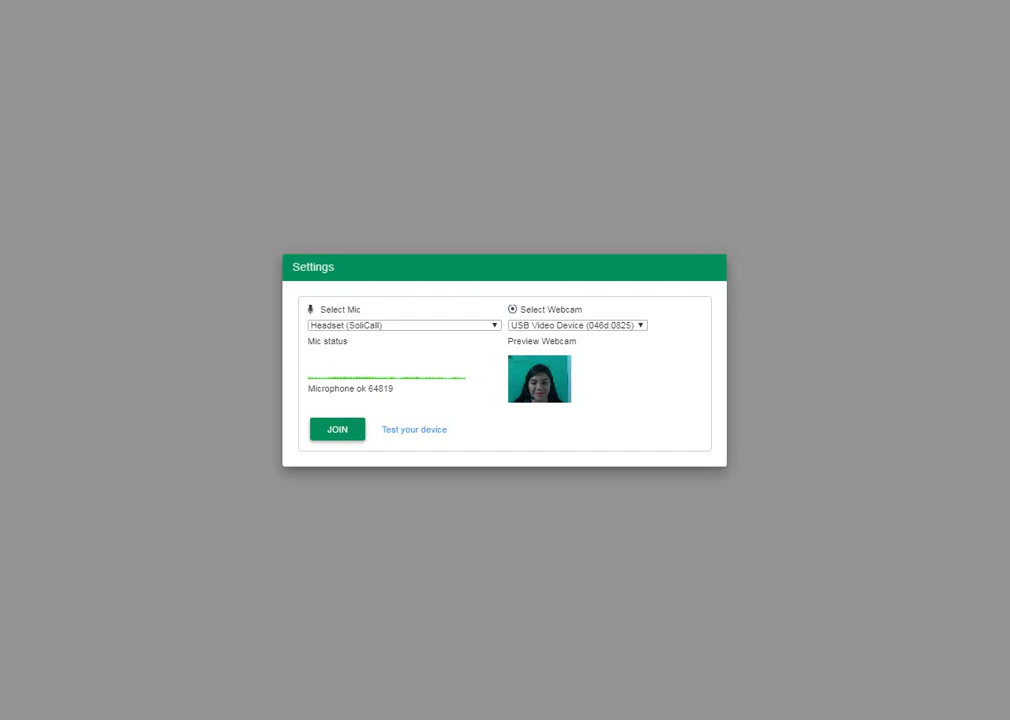 Settings
Select Mic
Headset (SoliCall)
Mic status
Microphone ok 64819
Select Webcam
USB Video Device (046d:0825)
Preview Webcam
JOIN
Test your device